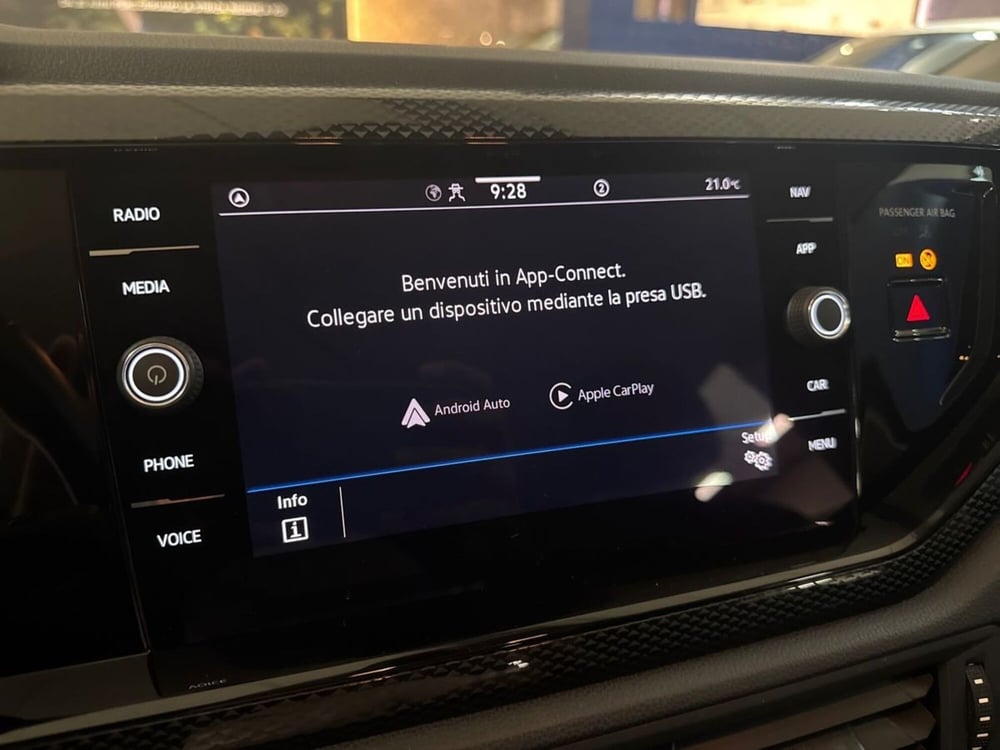 RADIO
MEDIA
PHONE
VOICE
9:28
2
21.0°C
Benvenuti in App-Connect.
Collegare un dispositivo mediante la presa USB.
Android Auto
Apple CarPlay
Setup
Info
i
NAV
APP
CAR
MENU
PASSENGER AIR BAG
ON